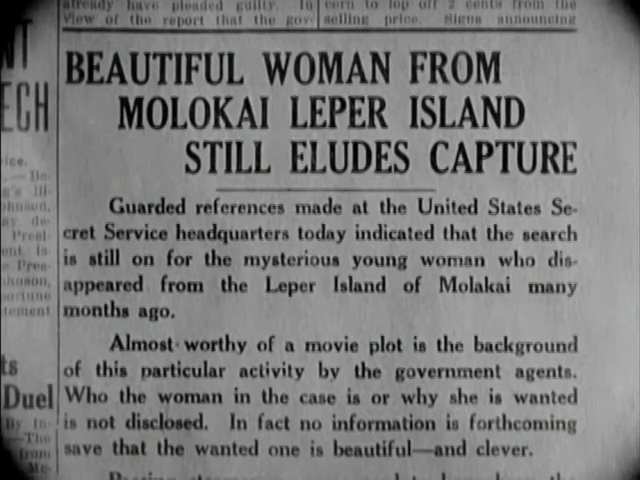 already have pleaded guilty. In
view of the report that the gov-
corn to top off 2 cents from the
selling price. Signs announcing
NT
ECH
BEAUTIFUL WOMAN FROM
MOLOKAI LEPER ISLAND
STILL ELUDES CAPTURE
Guarded references made at the United States Se-
cret Service headquarters today indicated that the search
is still on for the mysterious young woman who dis-
appeared from the Leper Island of Molakai many
months ago.
Almost worthy of a movie plot is the background
of this particular activity by the government agents.
Who the woman in the case is or why she is wanted
is not disclosed. In fact no information is forthcoming
save that the wanted one is beautiful—and clever.
Duel